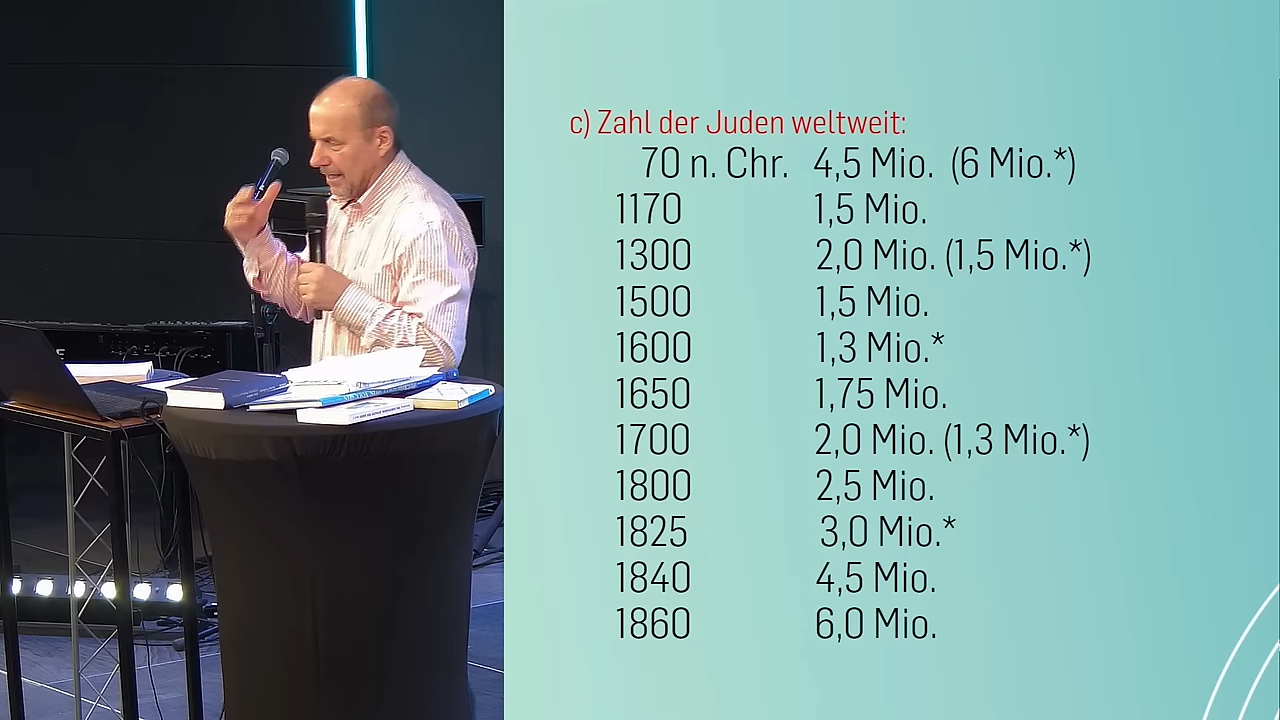 c) Zahl der Juden weltweit:
70 n. Chr. 4,5 Mio. (6 Mio.*)
1170 1,5 Mio.
1300 2,0 Mio. (1,5 Mio.*)
1500 1,5 Mio.
1600 1,3 Mio.*
1650 1,75 Mio.
1700 2,0 Mio. (1,3 Mio.*)
1800 2,5 Mio.
1825 3,0 Mio.*
1840 4,5 Mio.
1860 6,0 Mio.